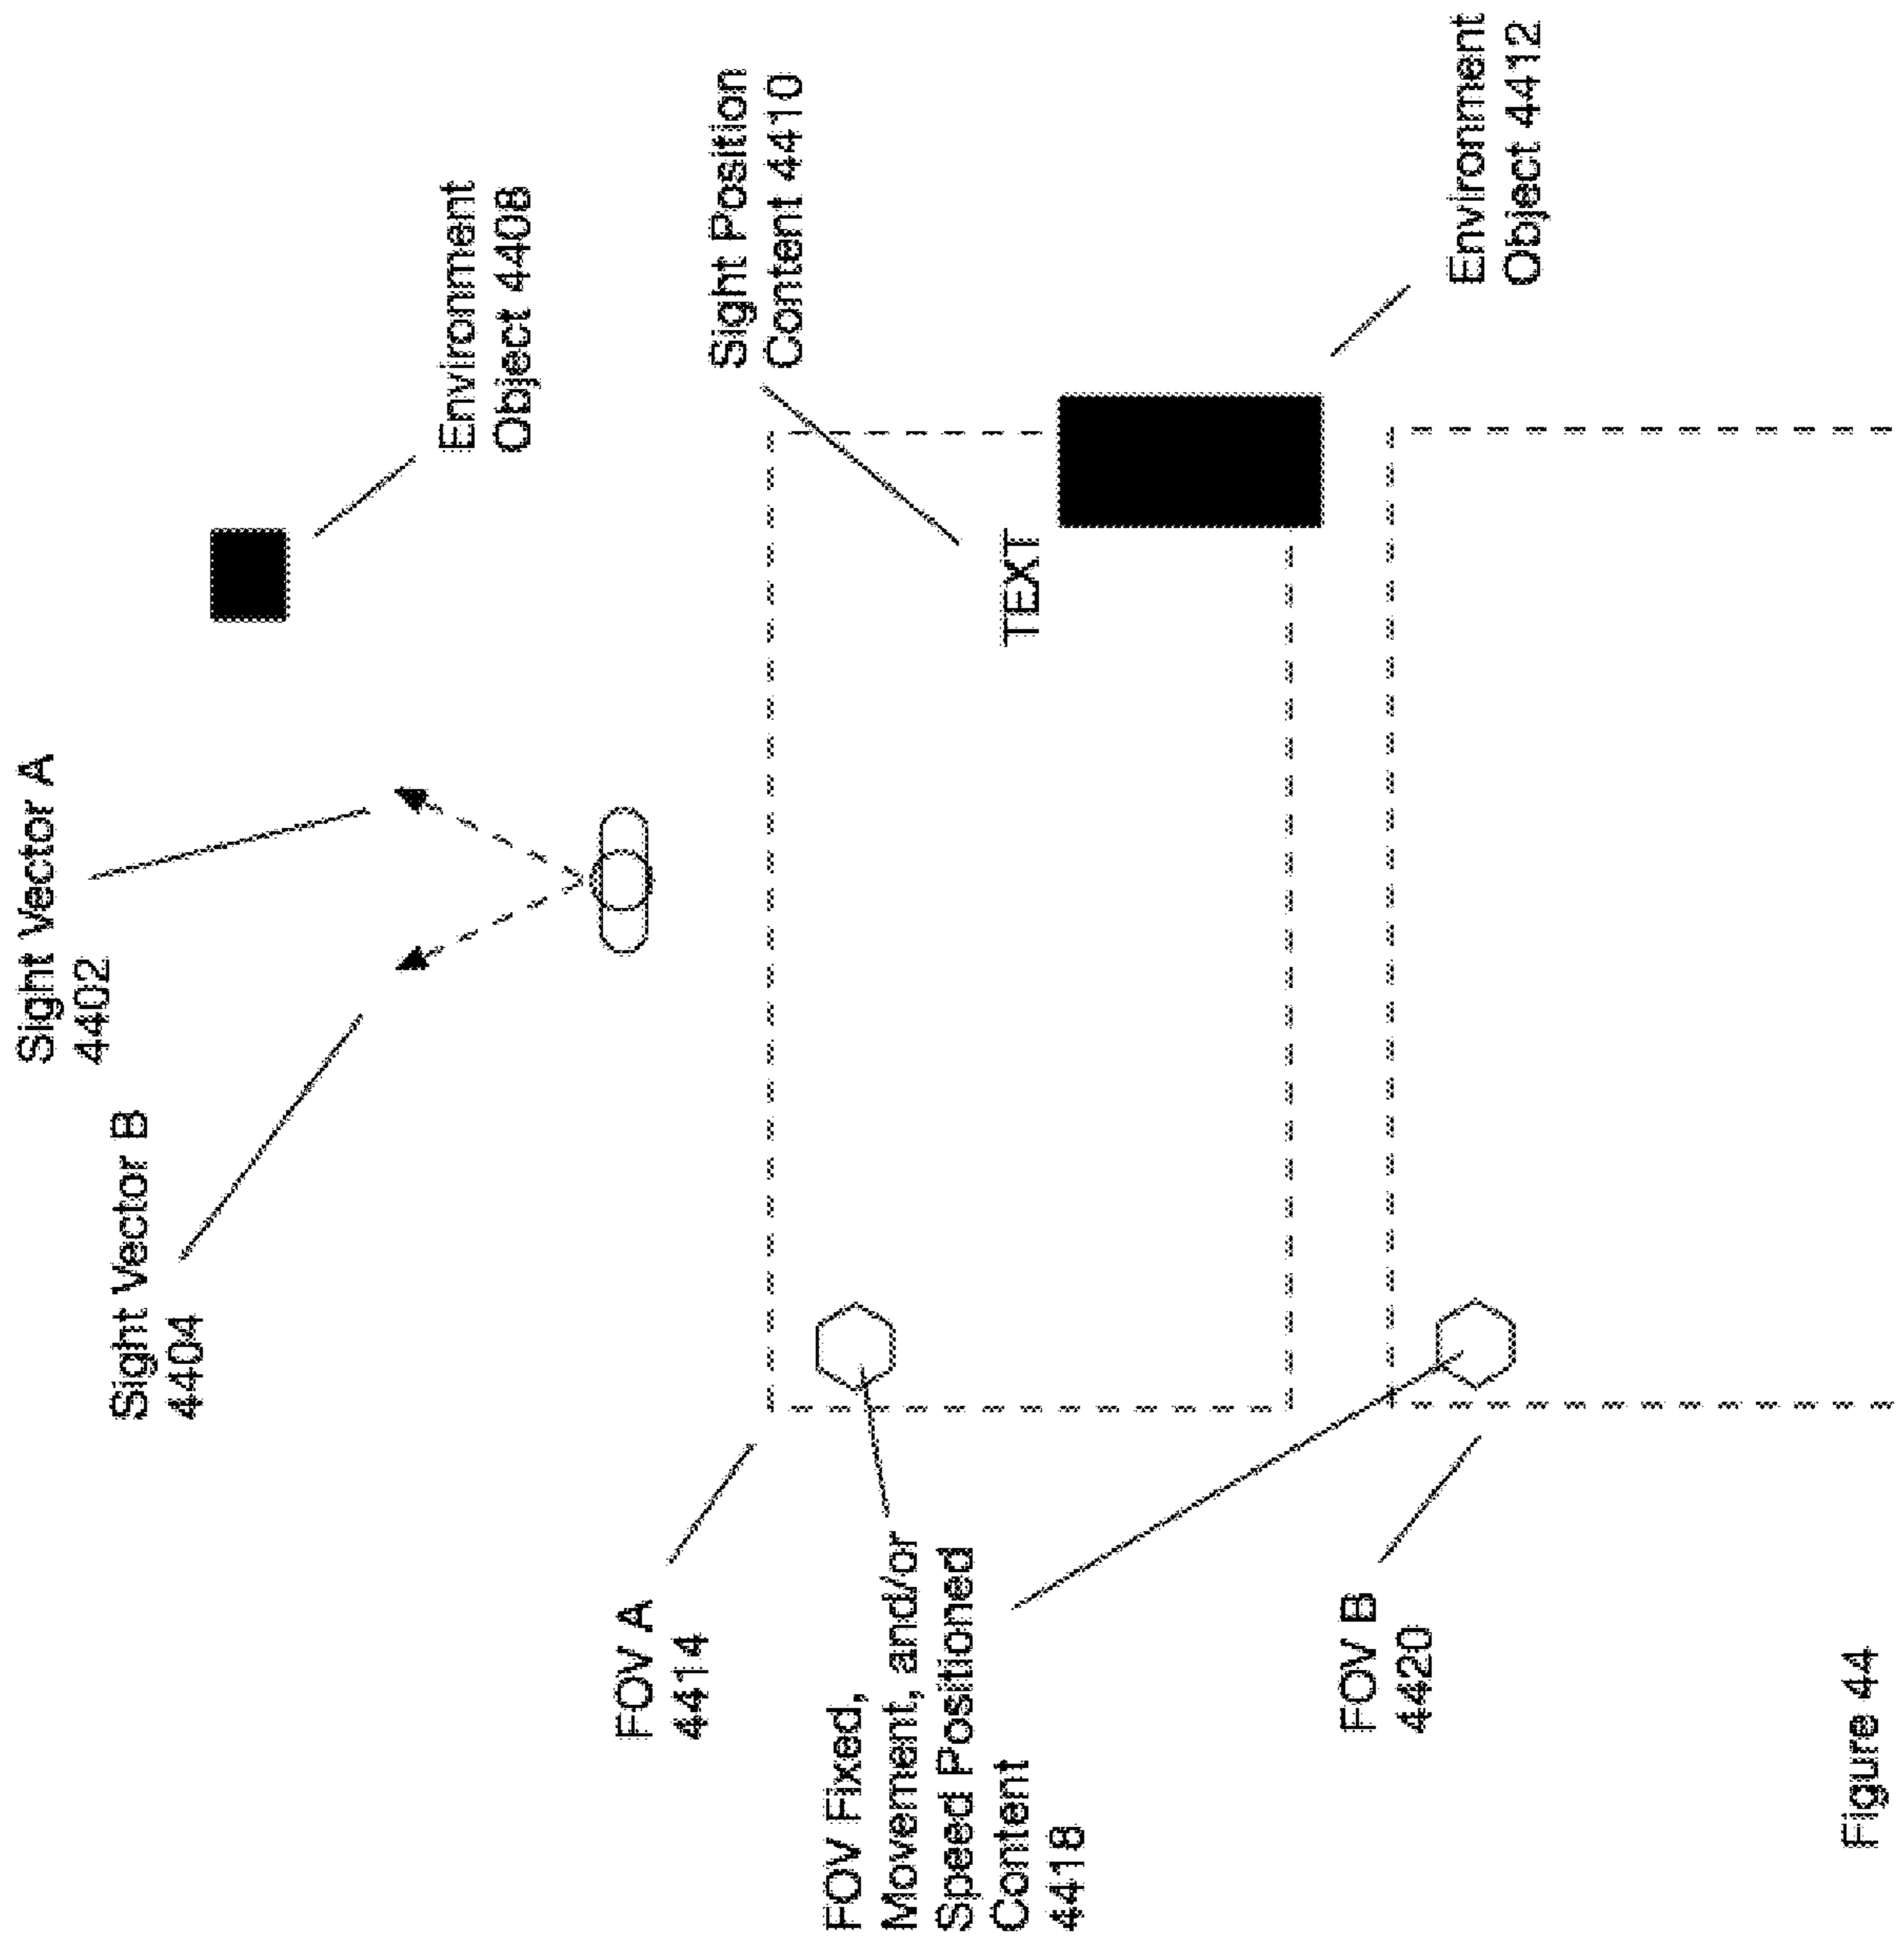 Sight Vector A
4402
Sight Vector B
4404
Environment
Object 4408
FOV A
4414
Sight Position
Content 4410
TEXT
FOV Fixed,
Movement, and/or
Speed Positioned
Content
4418
Environment
Object 4412
FOV B
4420
Figure 44